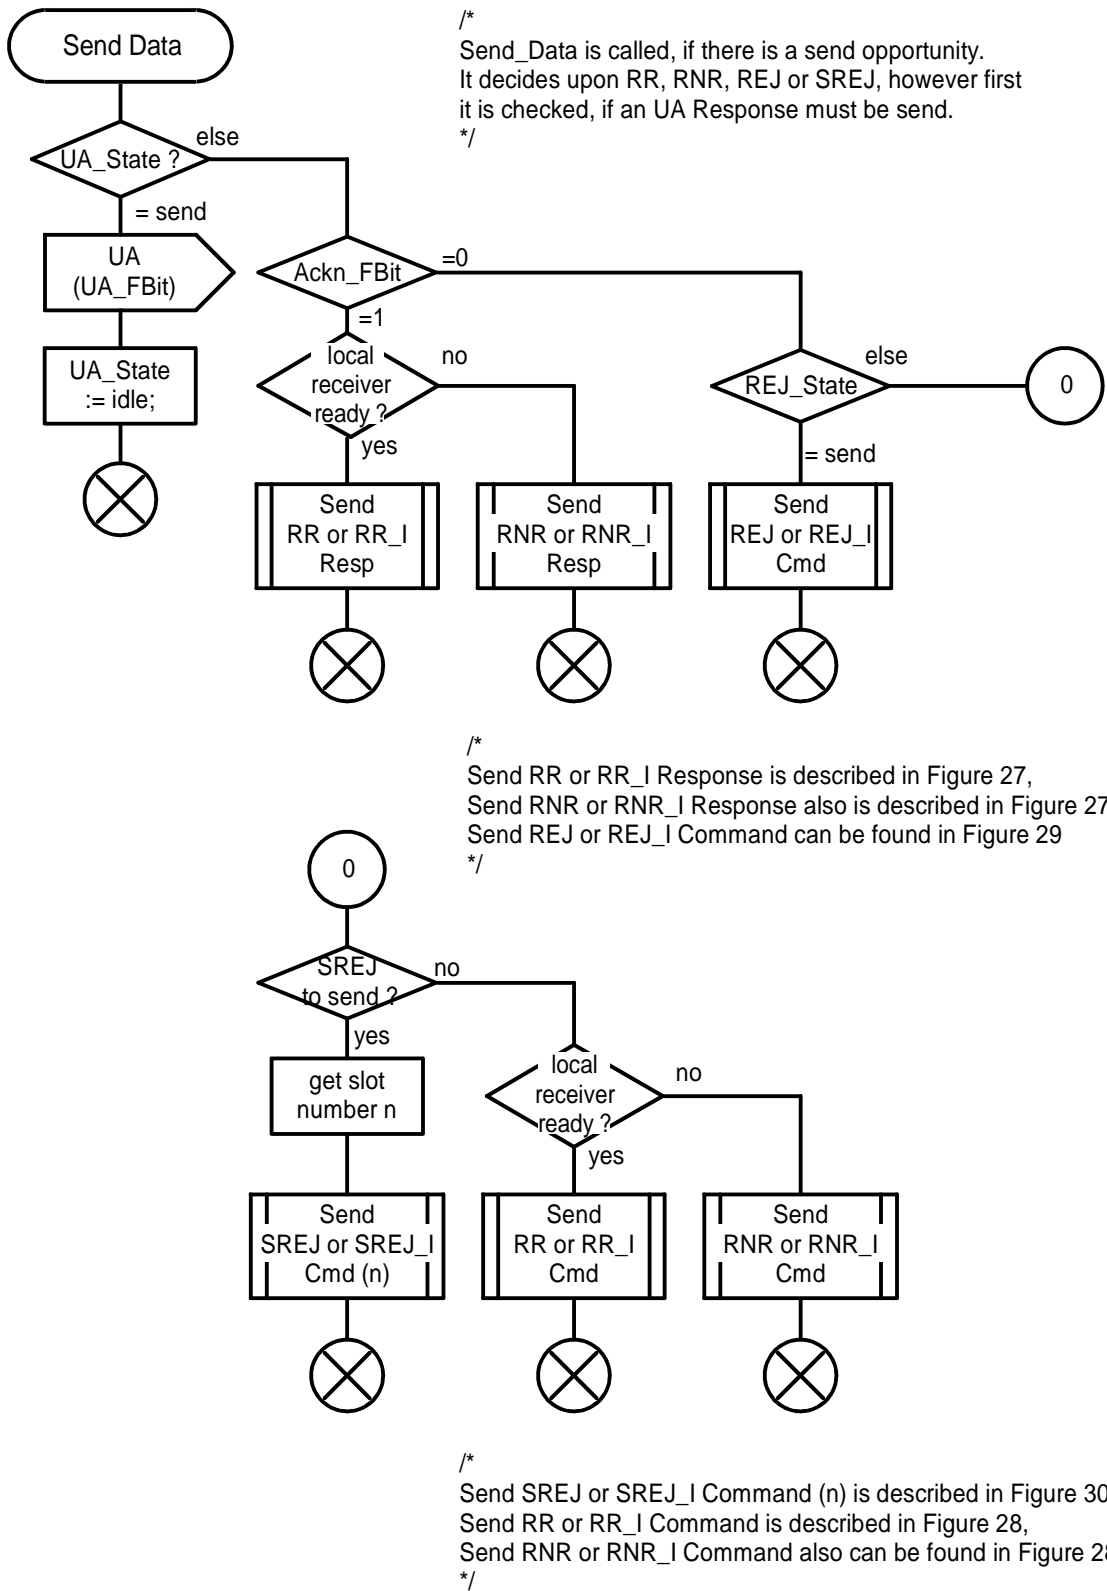 Send Data
/*
Send_Data is called, if there is a send opportunity.
It decides upon RR, RNR, REJ or SREJ, however first
it is checked, if an UA Response must be send.
*/
UA_State ?
else
= send
UA
(UA_FBit)
UA_State
:= idle;
Ackn_FBit
=0
=1
local
receiver
ready ?
no
yes
REJ_State
else
0
= send
Send
RR or RR_I
Resp
Send
RNR or RNR_I
Resp
Send
REJ or REJ_I
Cmd
/*
Send RR or RR_I Response is described in Figure 27,
Send RNR or RNR_I Response also is described in Figure 27
Send REJ or REJ_I Command can be found in Figure 29
*/
0
SREJ
to send ?
no
yes
get slot
number n
local
receiver
ready ?
no
yes
Send
SREJ or SREJ_I
Cmd (n)
Send
RR or RR_I
Cmd
Send
RNR or RNR_I
Cmd
/*
Send SREJ or SREJ_I Command (n) is described in Figure 30
Send RR or RR_I Command is described in Figure 28,
Send RNR or RNR_I Command also can be found in Figure 28
*/